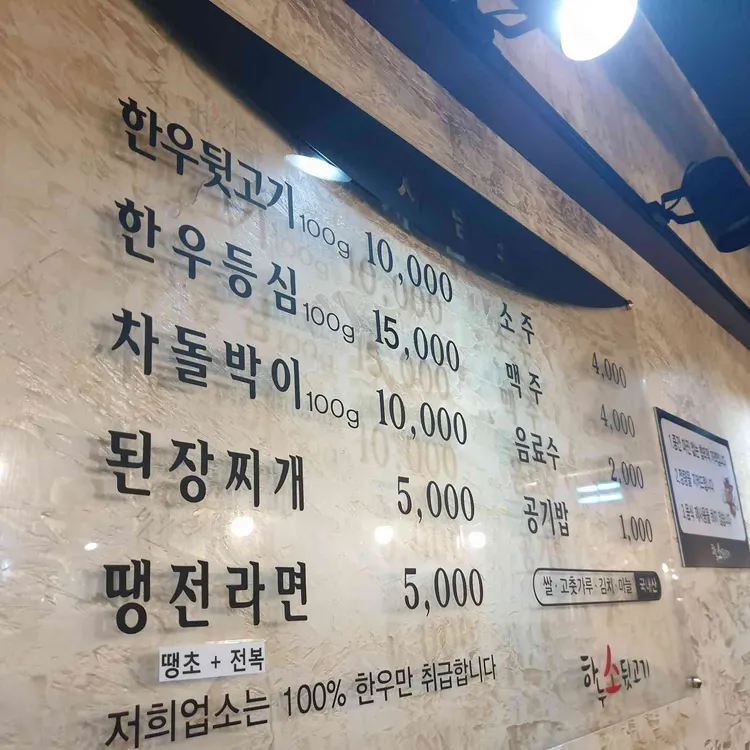 한우뒷고기 100g 10,000
한우등심 100g 15,000
차돌박이 100g 10,000
된장찌개 5,000
땡전라면 5,000
땡초 + 전복
저희업소는 100% 한우만 취급합니다
소주 4,000
맥주 4,000
음료수 2,000
공기밥 1,000
쌀·고춧가루·김치·마늘 국내산
한우소뒷고기